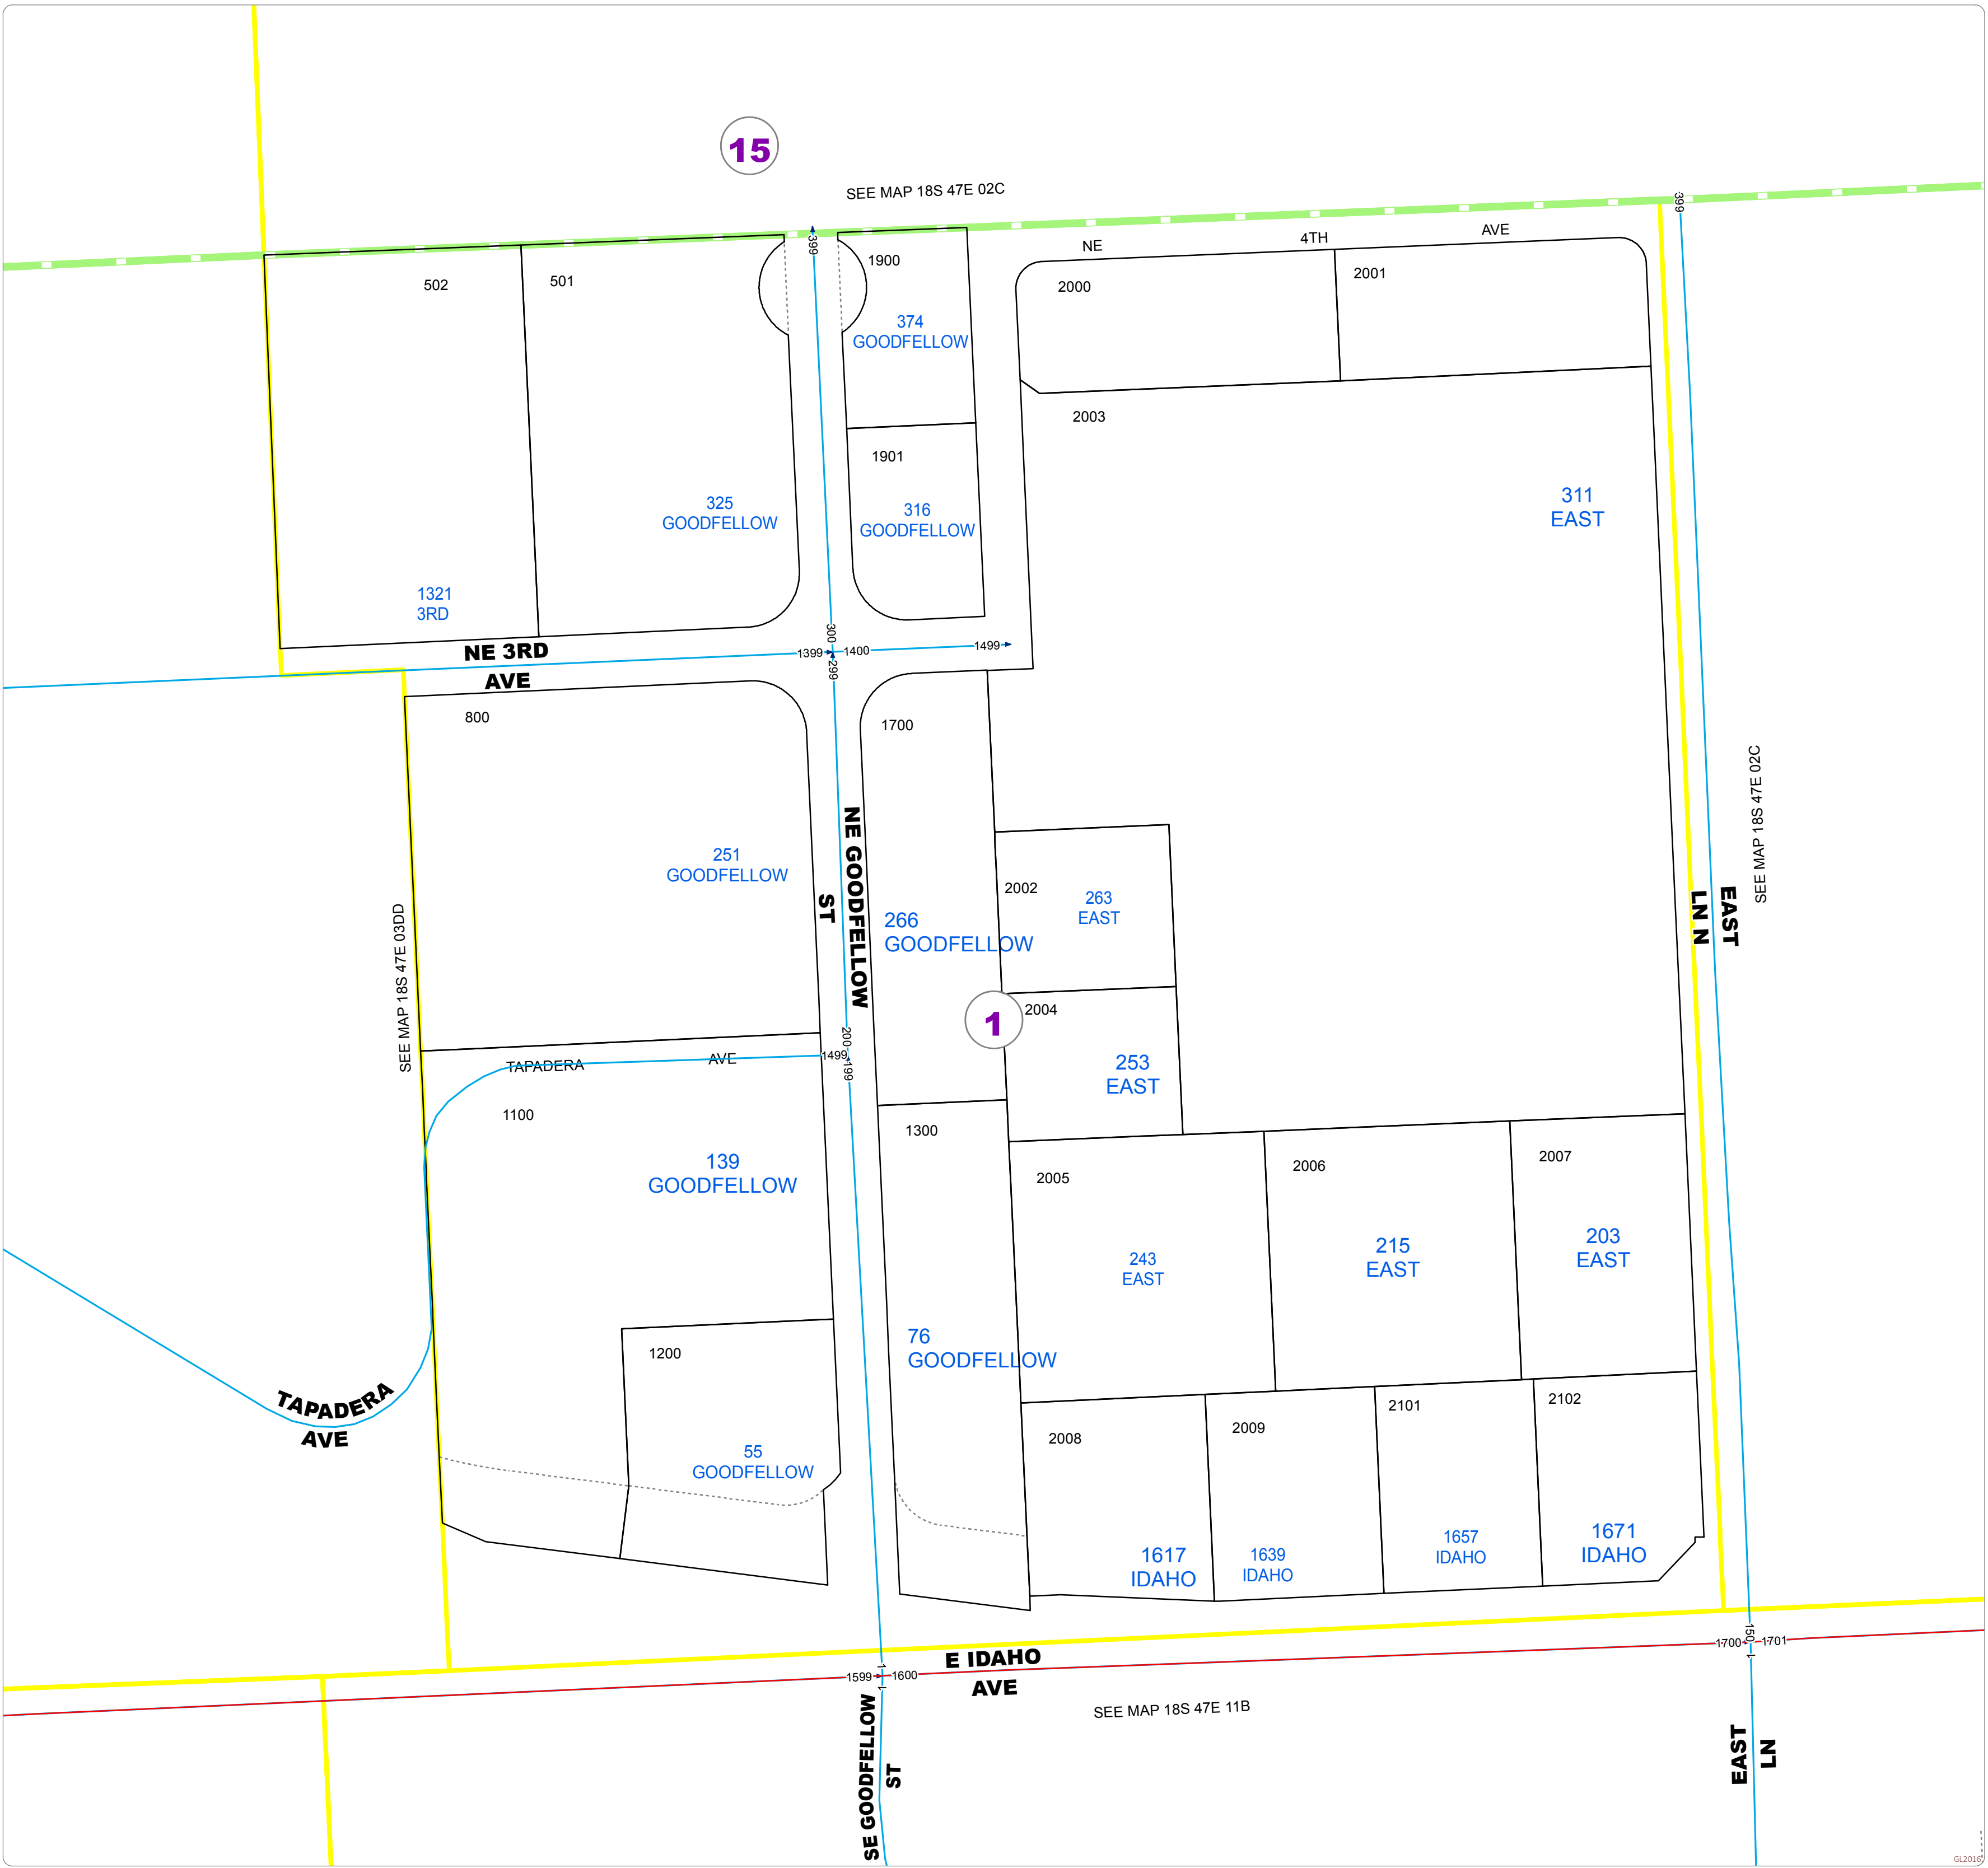 15
SEE MAP 18S 47E 02C
399
399
NE 4TH AVE
502
501
1900
374
GOODFELLOW
2000
2001
2003
1901
316
GOODFELLOW
325
GOODFELLOW
311
EAST
1321
3RD
NE 3RD
AVE
1399
1400
1499
300
299
800
1700
251
GOODFELLOW
NE GOODFELLOW
ST
266
GOODFELLOW
2002
263
EAST
SEE MAP 18S 47E 02C
EAST
LN N
SEE MAP 18S 47E 03DD
1
2004
253
EAST
TAPADERA AVE
1499
200
199
1100
139
GOODFELLOW
1300
2005
2006
2007
243
EAST
215
EAST
203
EAST
76
GOODFELLOW
1200
55
GOODFELLOW
TAPADERA
AVE
2008
2009
2101
2102
1617
IDAHO
1639
IDAHO
1657
IDAHO
1671
IDAHO
E IDAHO
AVE
1599
1600
1
1
1700
1701
150
1
SEE MAP 18S 47E 11B
SE GOODFELLOW
ST
EAST
LN
GL2016